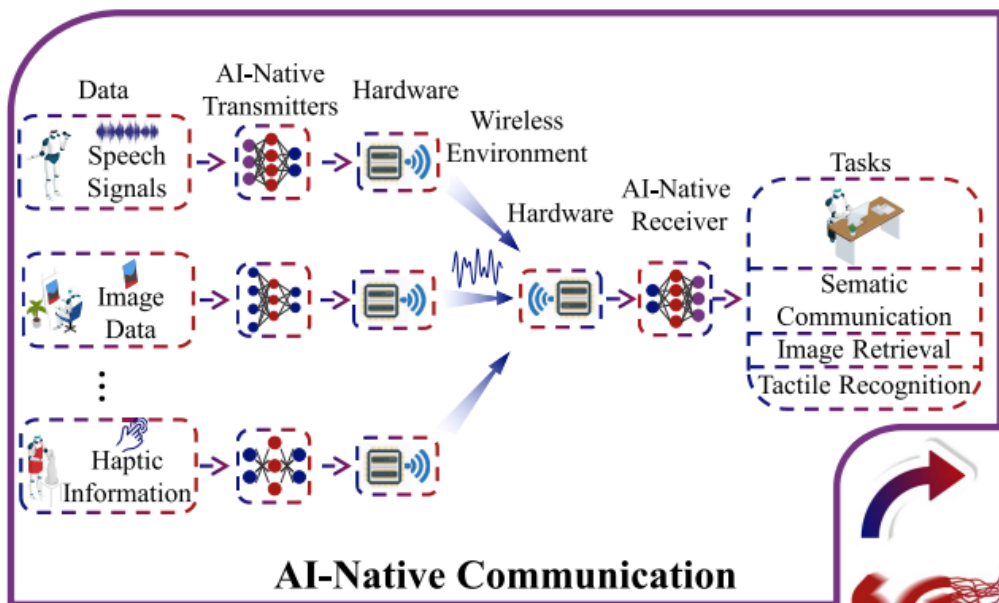 Data
AI-Native
Transmitters
Hardware
Wireless
Environment
Speech
Signals
Image
Data
Haptic
Information
Hardware
AI-Native
Receiver
Tasks
Sematic
Communication
Image Retrieval
Tactile Recognition
AI-Native Communication